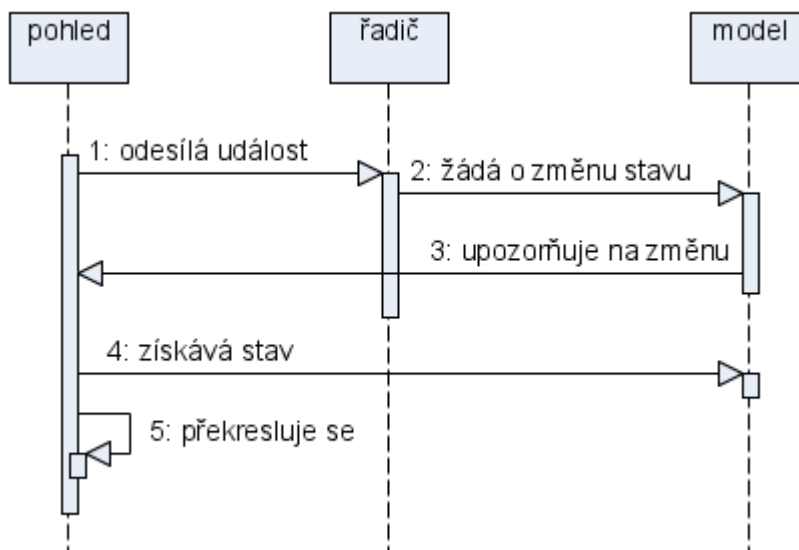 pohled
řadič
model
1: odesílá událost
2: žádá o změnu stavu
3: upozorňuje na změnu
4: získává stav
5: překresluje se